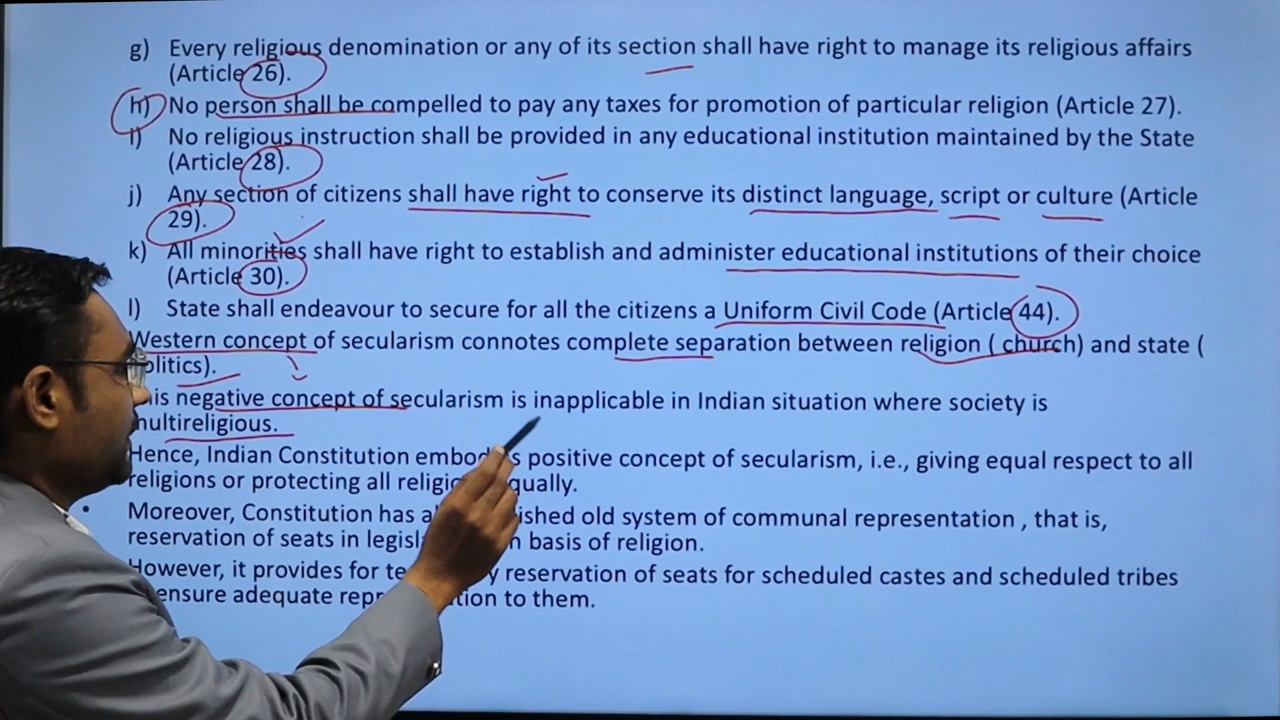 g) Every religious denomination or any of its section shall have right to manage its religious affairs
(Article 26).
h) No person shall be compelled to pay any taxes for promotion of particular religion (Article 27).
i) No religious instruction shall be provided in any educational institution maintained by the State
(Article 28).
j) Any section of citizens shall have right to conserve its distinct language, script or culture (Article
29).
k) All minorities shall have right to establish and administer educational institutions of their choice
(Article 30).
l) State shall endeavour to secure for all the citizens a Uniform Civil Code (Article 44).
Western concept of secularism connotes complete separation between religion ( church) and state (
olitics).
is negative concept of secularism is inapplicable in Indian situation where society is
multireligious.
Hence, Indian Constitution embod s positive concept of secularism, i.e., giving equal respect to all
religions or protecting all religio qually.
• Moreover, Constitution has a ished old system of communal representation , that is,
reservation of seats in legisl n basis of religion.
However, it provides for te y reservation of seats for scheduled castes and scheduled tribes
ensure adequate rep tion to them.